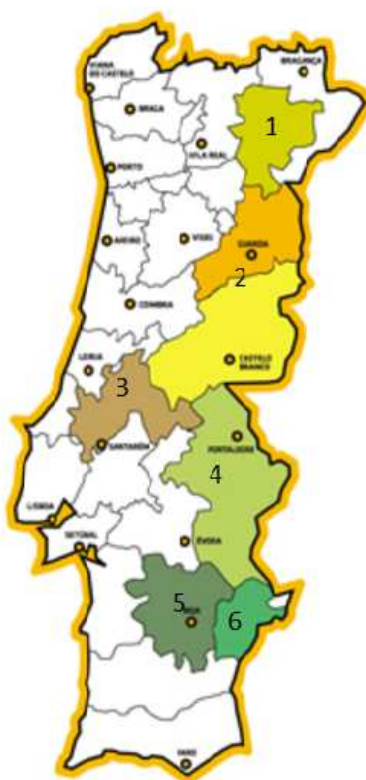 BRAGANÇA
VIANA
DO CASTELO
1
BRAGA
VILA REAL
PORTO
AVEIRO
VISEU
GUARDA
2
COIMBRA
CASTELO
BRANCO
LEIRIA
3
SANTARÉM
PORTALEGRE
4
LISBOA
SETÚBAL
ÉVORA
5
BEJA
6
FARO